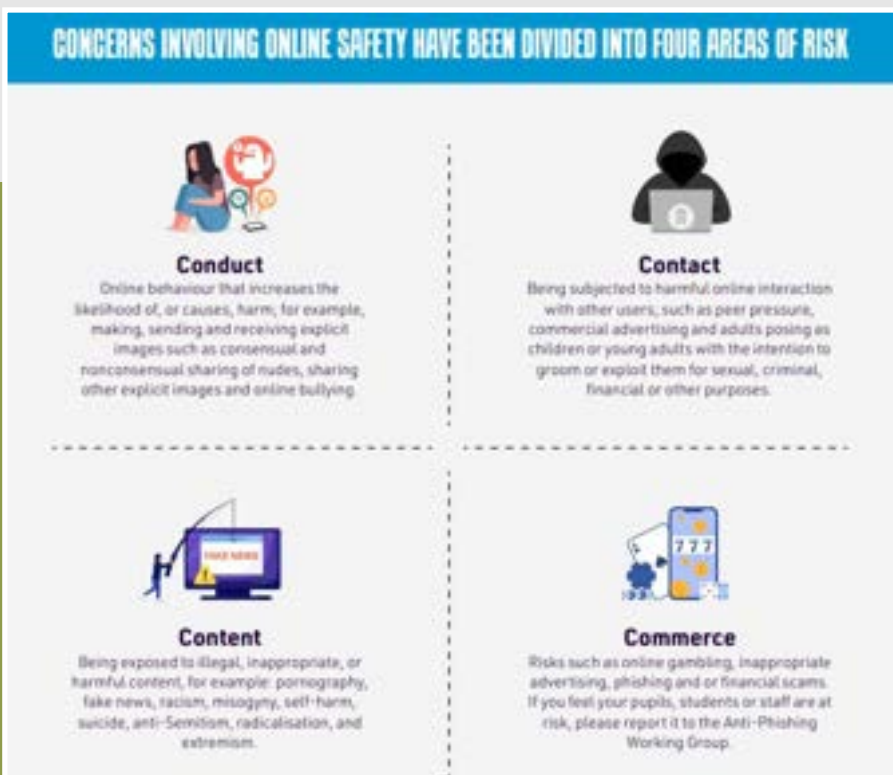 CONCERNS INVOLVING ONLINE SAFETY HAVE BEEN DIVIDED INTO FOUR AREAS OF RISK
Conduct
Online behaviour that increases the
likelihood of, or causes, harm; for example,
making, sending and receiving explicit
images such as consensual and
nonconsensual sharing of nudes, sharing
other explicit images and online bullying.
Contact
Being subjected to harmful online interaction
with other users, such as peer pressure,
commercial advertising and adults posing as
children or young adults with the intention to
groom or exploit them for sexual, criminal,
financial or other purposes.
FAKE NEWS
Content
Being exposed to illegal, inappropriate, or
harmful content, for example: pornography,
fake news, racism, misogyny, self-harm,
suicide, anti-Semitism, radicalisation, and
extremism.
777
Commerce
Risks such as online gambling, inappropriate
advertising, phishing and or financial scams.
If you feel your pupils, students or staff are at
risk, please report it to the Anti-Phishing
Working Group.